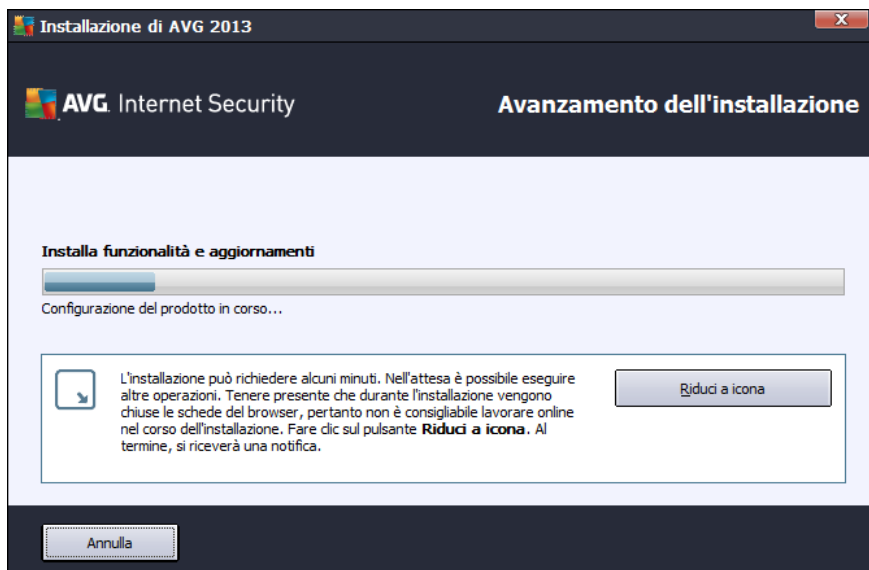 Installazione di AVG 2013
X
AVG. Internet Security
Avanzamento dell'installazione
Installa funzionalità e aggiornamenti
Configurazione del prodotto in corso...
L'installazione può richiedere alcuni minuti. Nell'attesa è possibile eseguire
altre operazioni. Tenere presente che durante l'installazione vengono
chiuse le schede del browser, pertanto non è consigliabile lavorare online
nel corso dell'installazione. Fare clic sul pulsante Riduci a icona. Al
termine, si riceverà una notifica.
Riduci a icona
Annulla